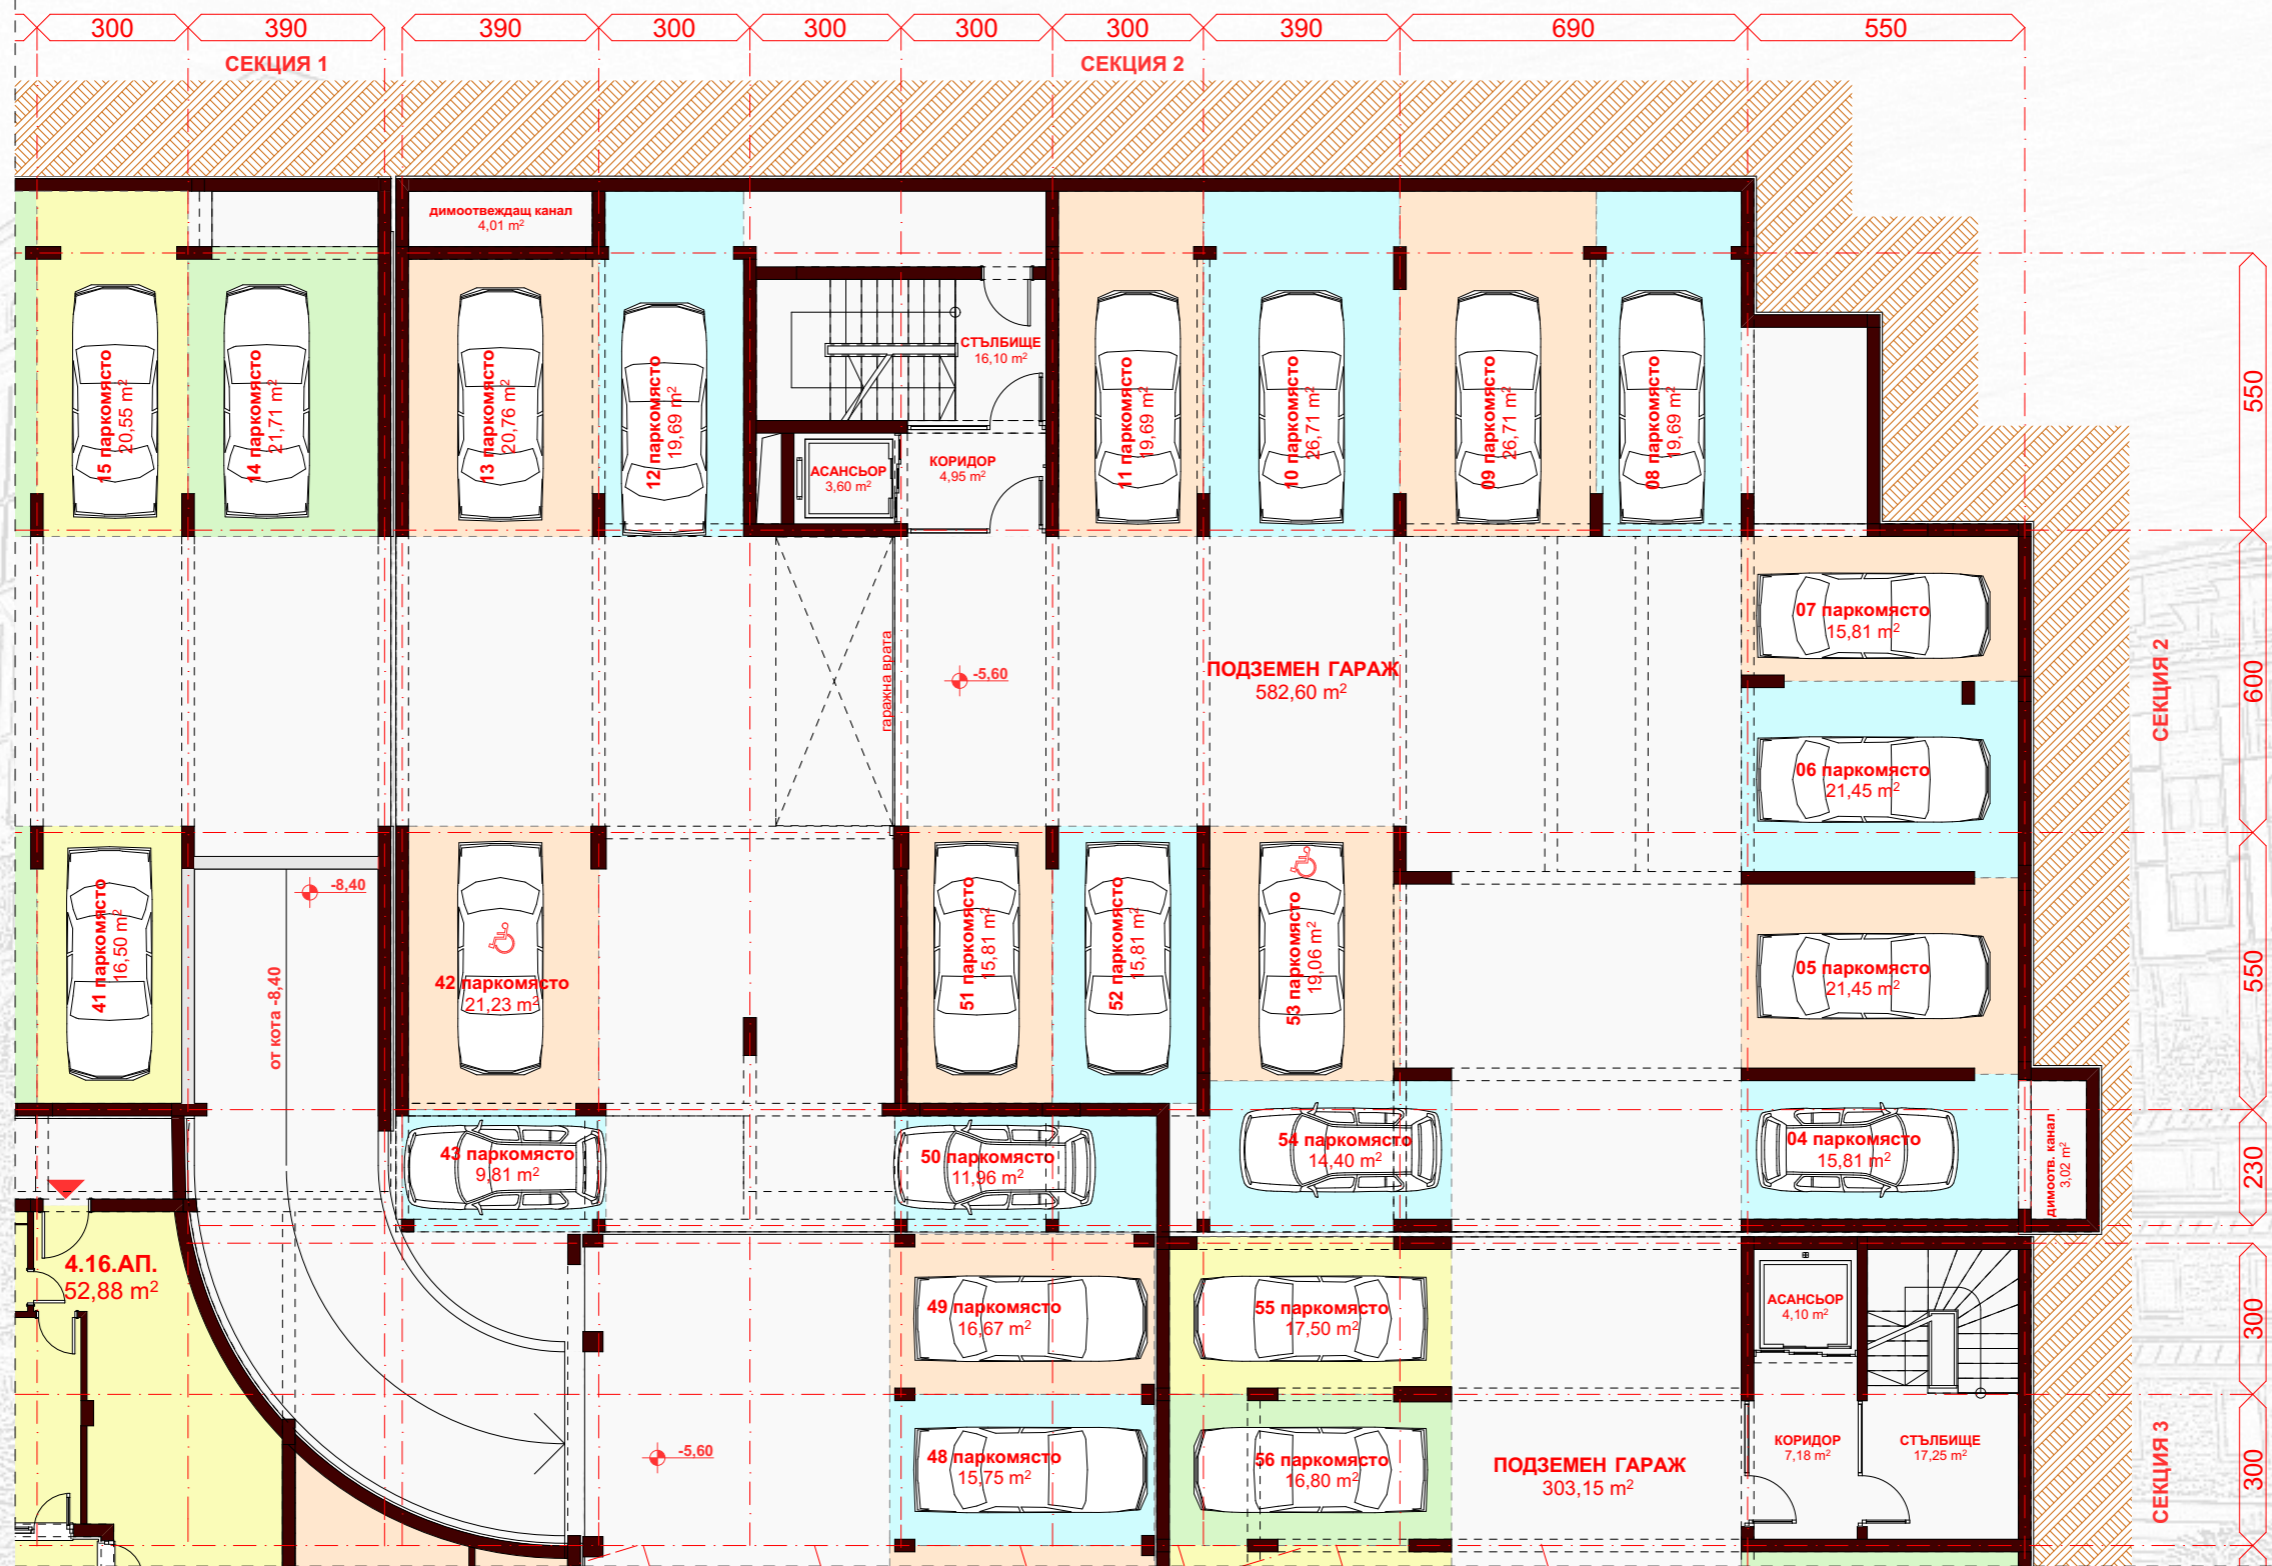 300
390
390
300
300
300
300
390
690
550
СЕКЦИЯ 1
СЕКЦИЯ 2
димоотвеждащ канал
4,01 m²
15 паркомясто
20,55 m²
14 паркомясто
21,71 m²
13 паркомясто
20,76 m²
12 паркомясто
19,69 m²
СТЪЛБИЩЕ
16,10 m²
АСАНСЬОР
3,60 m²
КОРИДОР
4,95 m²
11 паркомясто
19,69 m²
10 паркомясто
26,71 m²
09 паркомясто
26,71 m²
08 паркомясто
19,69 m²
550
07 паркомясто
15,81 m²
гаражна врата
-5,60
ПОДЗЕМЕН ГАРАЖ
582,60 m²
СЕКЦИЯ 2
600
06 паркомясто
21,45 m²
41 паркомясто
16,50 m²
-8,40
от кота -8,40
42 паркомясто
21,23 m²
51 паркомясто
15,81 m²
52 паркомясто
15,81 m²
53 паркомясто
19,06 m²
05 паркомясто
21,45 m²
550
43 паркомясто
9,81 m²
50 паркомясто
11,96 m²
54 паркомясто
14,40 m²
04 паркомясто
15,81 m²
димоотв. канал
3,02 m²
230
4.16.АП.
52,88 m²
49 паркомясто
16,67 m²
55 паркомясто
17,50 m²
АСАНСЬОР
4,10 m²
300
-5,60
48 паркомясто
15,75 m²
56 паркомясто
16,80 m²
ПОДЗЕМЕН ГАРАЖ
303,15 m²
КОРИДОР
7,18 m²
СТЪЛБИЩЕ
17,25 m²
СЕКЦИЯ 3
300